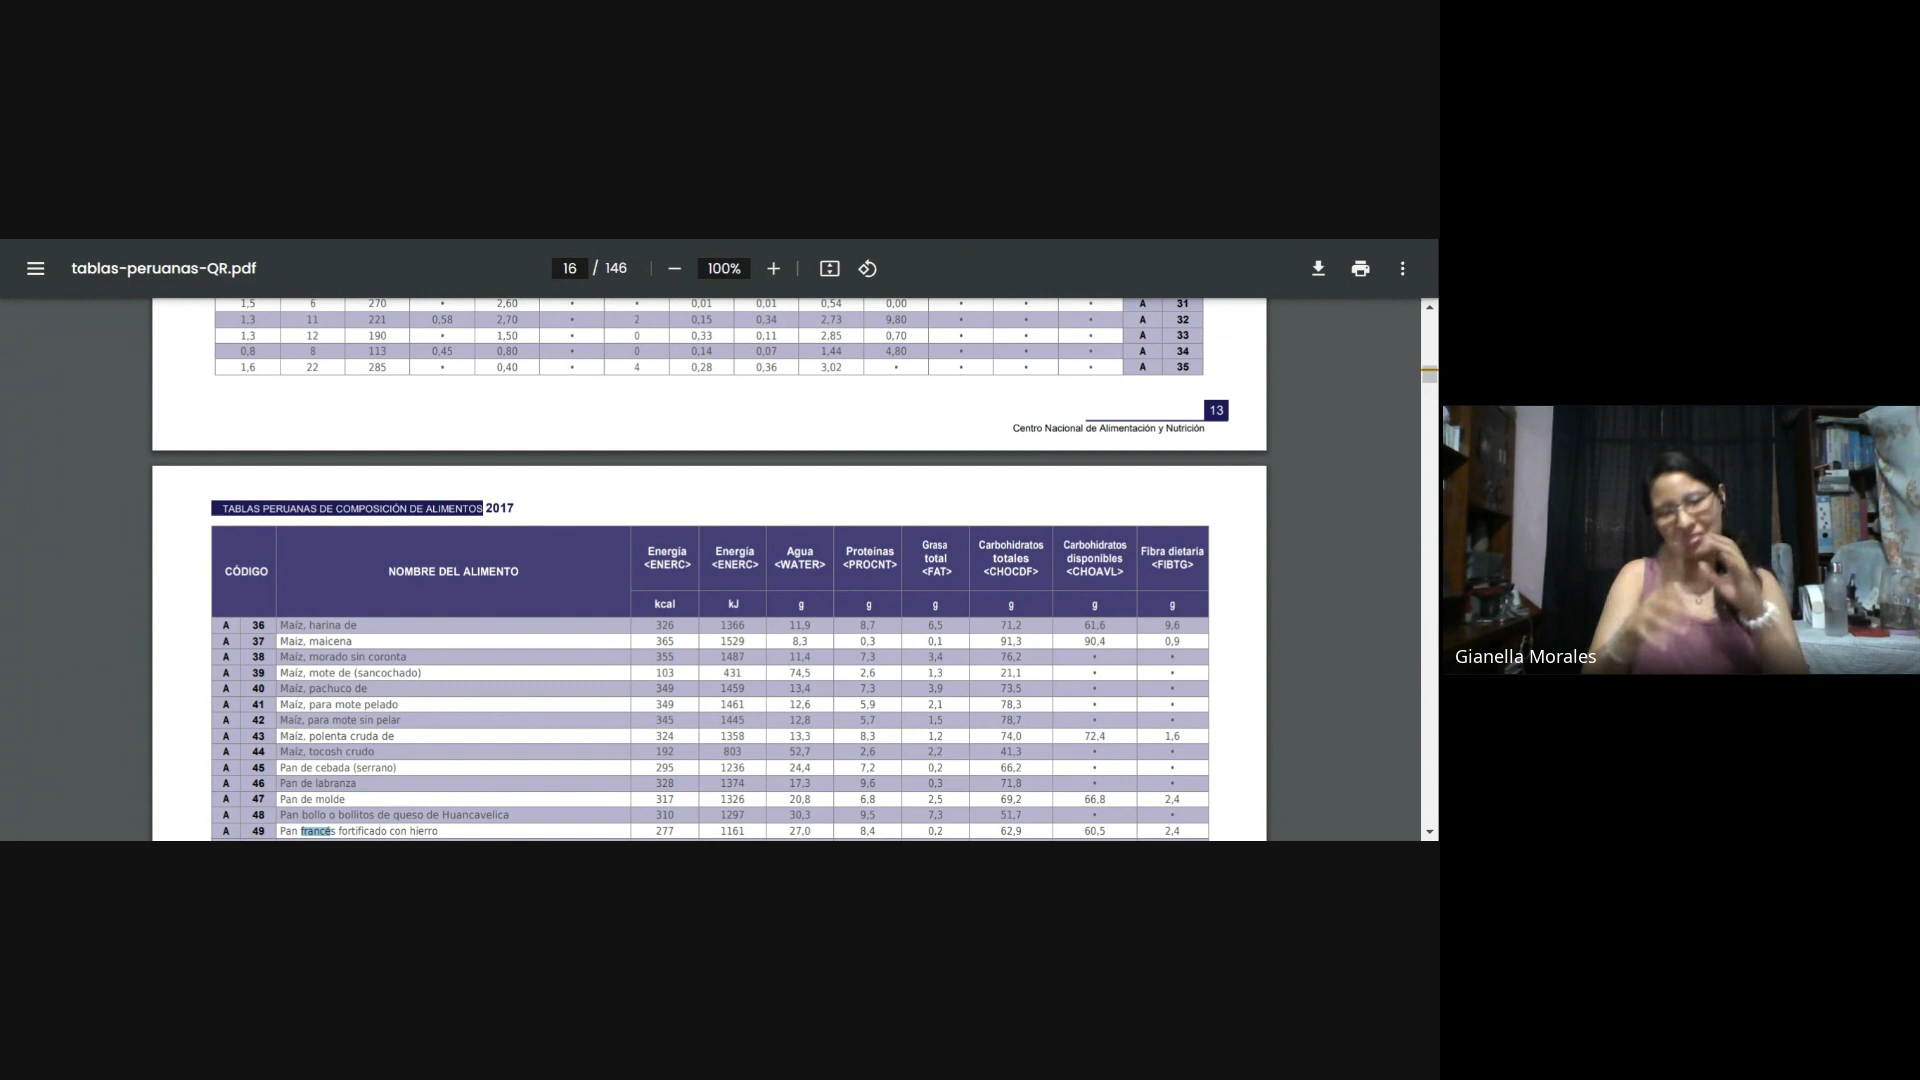 tablas-peruanas-QR.pdf 16 / 146 100%
1,5 6 270 • 2,60 • • 0,01 0,01 0,54 0,00 • • • A 31
1,3 11 221 0,58 2,70 • 2 0,15 0,34 2,73 9,80 • • • A 32
1,3 12 190 • 1,50 • 0 0,33 0,11 2,85 0,70 • • • A 33
0,8 8 113 0,45 0,80 • 0 0,14 0,07 1,44 4,80 • • • A 34
1,6 22 285 • 0,40 • 4 0,28 0,36 3,02 • • • • A 35
13
Centro Nacional de Alimentación y Nutrición
TABLAS PERUANAS DE COMPOSICIÓN DE ALIMENTOS 2017
CÓDIGO NOMBRE DEL ALIMENTO Energía <ENERC> Energía <ENERC> Agua <WATER> Proteínas <PROCNT> Grasa total <FAT> Carbohidratos totales <CHOCDF> Carbohidratos disponibles <CHOAVL> Fibra dietaria <FIBTG>
kcal kJ g g g g g g
A 36 Maíz, harina de 326 1366 11,9 8,7 6,5 71,2 61,6 9,6
A 37 Maiz, maicena 365 1529 8,3 0,3 0,1 91,3 90,4 0,9
A 38 Maíz, morado sin coronta 355 1487 11,4 7,3 3,4 76,2 • •
A 39 Maíz, mote de (sancochado) 103 431 74,5 2,6 1,3 21,1 • •
A 40 Maíz, pachuco de 349 1459 13,4 7,3 3,9 73,5 • •
A 41 Maíz, para mote pelado 349 1461 12,6 5,9 2,1 78,3 • •
A 42 Maíz, para mote sin pelar 345 1445 12,8 5,7 1,5 78,7 • •
A 43 Maíz, polenta cruda de 324 1358 13,3 8,3 1,2 74,0 72,4 1,6
A 44 Maíz, tocosh crudo 192 803 52,7 2,6 2,2 41,3 • •
A 45 Pan de cebada (serrano) 295 1236 24,4 7,2 0,2 66,2 • •
A 46 Pan de labranza 328 1374 17,3 9,6 0,3 71,8 • •
A 47 Pan de molde 317 1326 20,8 6,8 2,5 69,2 66,8 2,4
A 48 Pan bollo o bollitos de queso de Huancavelica 310 1297 30,3 9,5 7,3 51,7 • •
A 49 Pan francés fortificado con hierro 277 1161 27,0 8,4 0,2 62,9 60,5 2,4
Gianella Morales